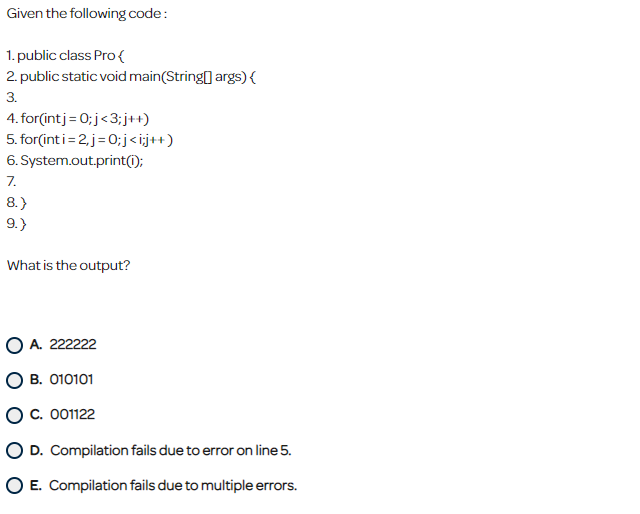 Given the following code :
1. public class Pro {
2. public static void main(String[] args) {
3.
4. for(int j = 0; j < 3; j++)
5. for(int i = 2, j = 0; j < i;j++ )
6. System.out.print(i);
7.
8. }
9. }
What is the output?
A. 222222
B. 010101
C. 001122
D. Compilation fails due to error on line 5.
E. Compilation fails due to multiple errors.